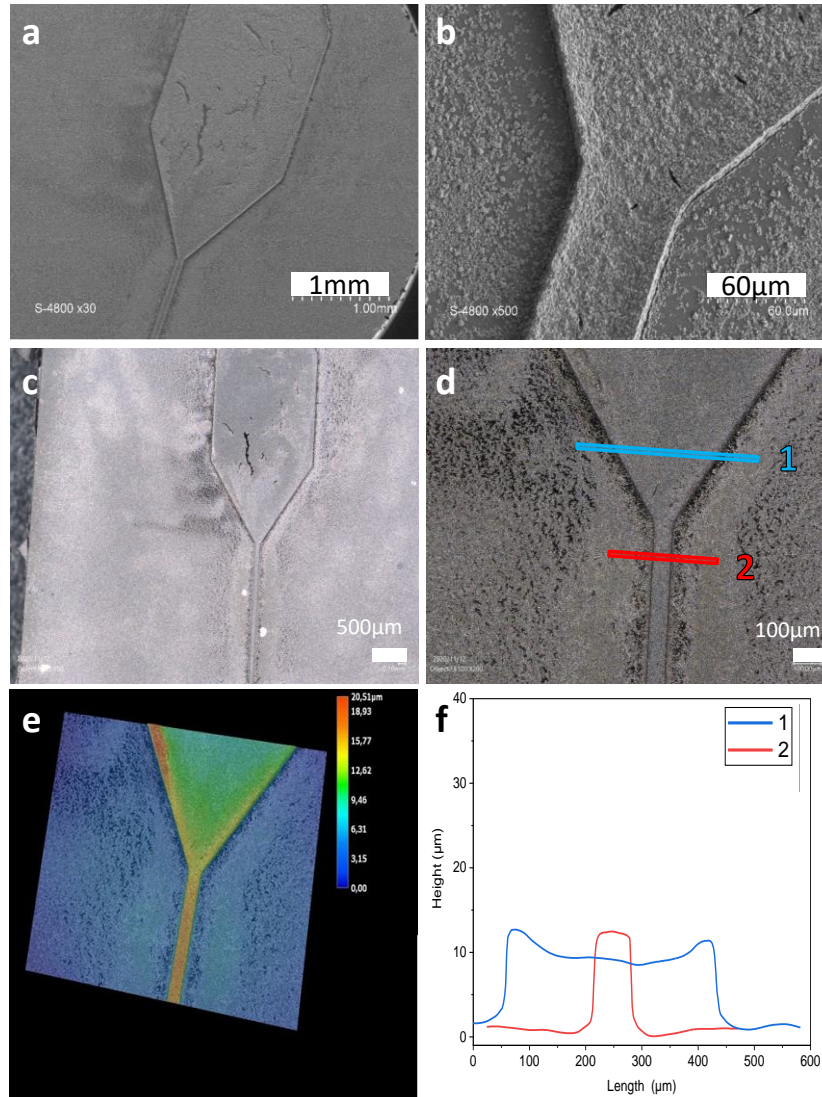 a
1mm
S-4800 x30
1.00mm
b
60µm
S-4800 x500
60.0µm
c
500µm
d
1
2
100µm
e
20,51µm
18,93
15,77
12,62
9,46
6,31
3,15
0,00
f
1
2
40
30
20
10
0
Height (µm)
0 100 200 300 400 500 600
Length (µm)